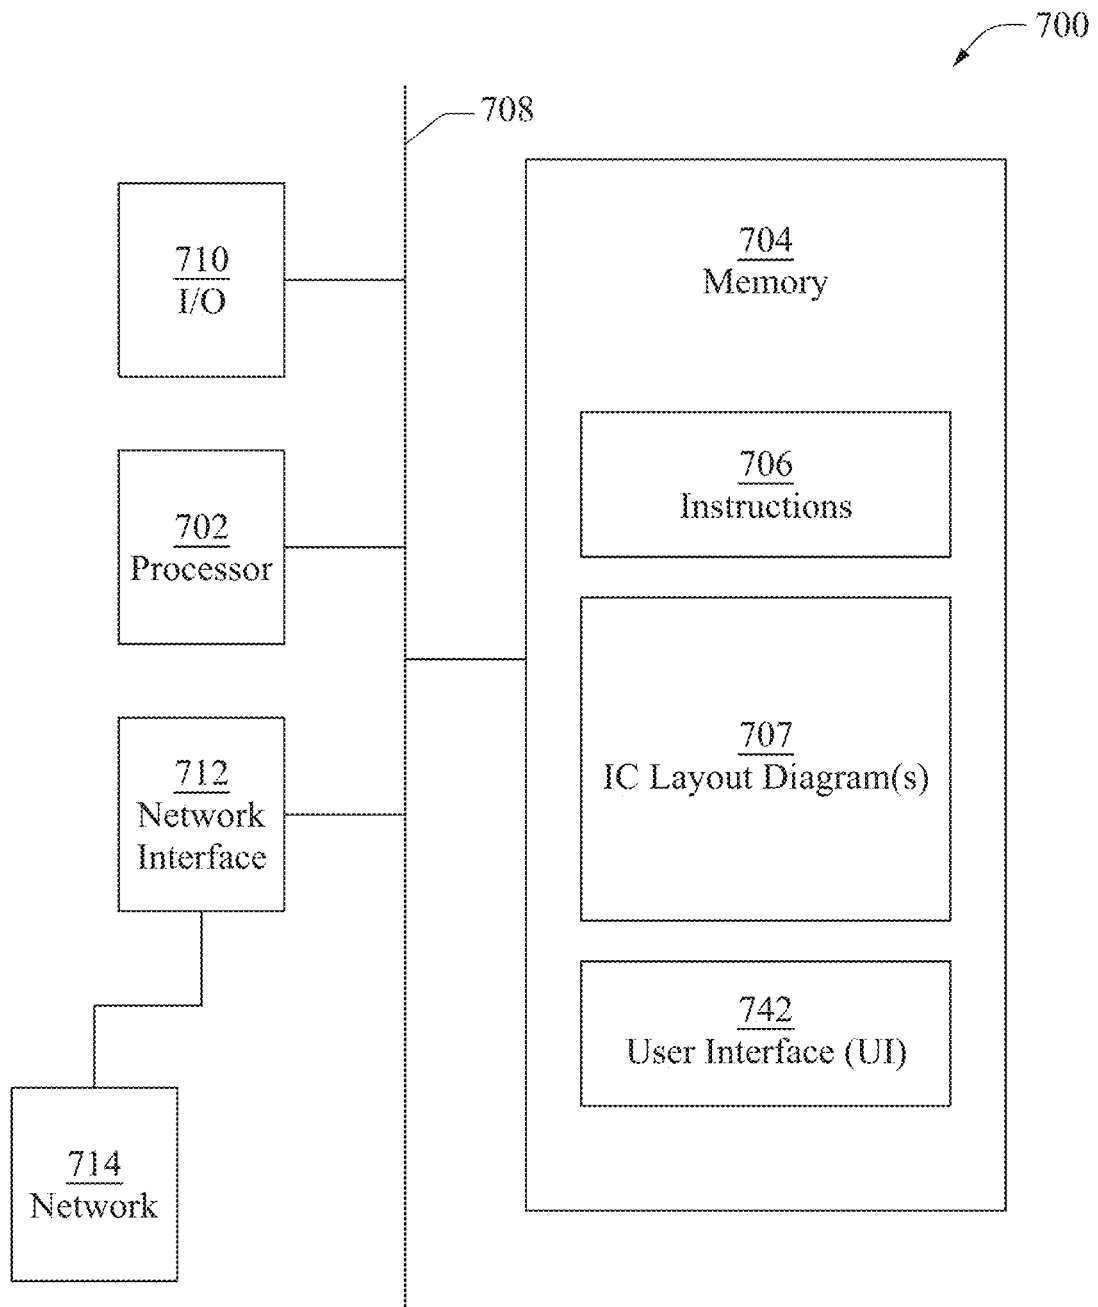 700
708
710
I/O
702
Processor
712
Network
Interface
714
Network
704
Memory
706
Instructions
707
IC Layout Diagram(s)
742
User Interface (UI)